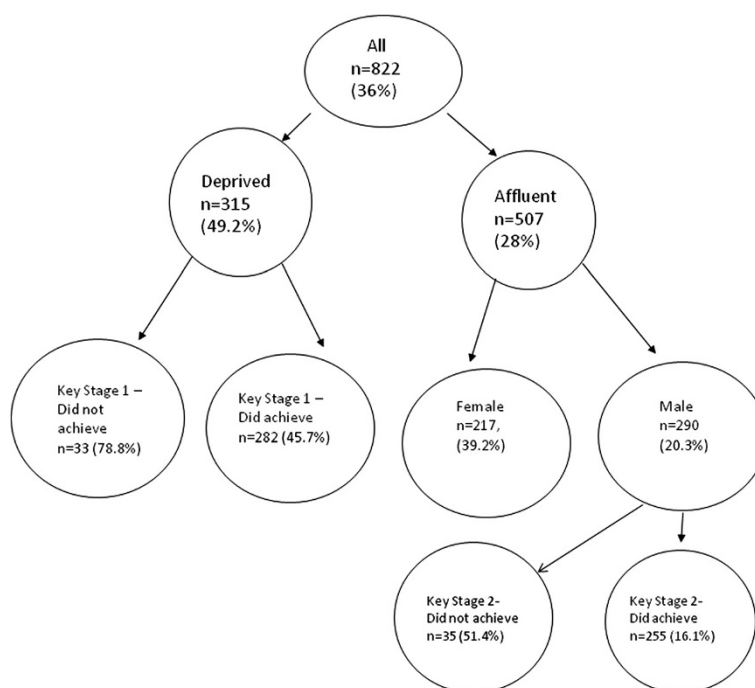 All
n=822
(36%)
Deprived
n=315
(49.2%)
Affluent
n=507
(28%)
Key Stage 1 –
Did not
achieve
n=33 (78.8%)
Key Stage 1 –
Did achieve
n=282 (45.7%)
Female
n=217,
(39.2%)
Male
n=290
(20.3%)
Key Stage 2-
Did not achieve
n=35 (51.4%)
Key Stage 2-
Did achieve
n=255 (16.1%)